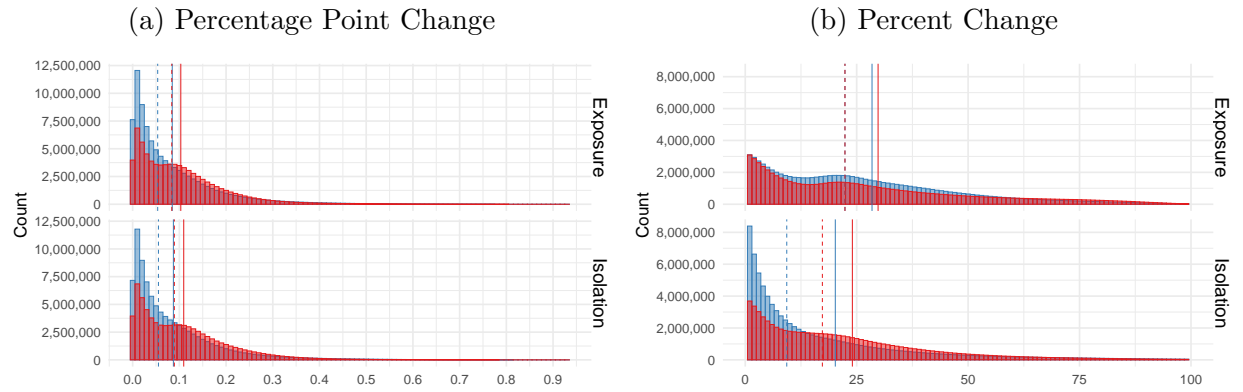 (a) Percentage Point Change
(b) Percent Change
Count
12,500,000
10,000,000
7,500,000
5,000,000
2,500,000
0
Exposure
12,500,000
10,000,000
7,500,000
5,000,000
2,500,000
0
Isolation
0.0 0.1 0.2 0.3 0.4 0.5 0.6 0.7 0.8 0.9
Count
8,000,000
6,000,000
4,000,000
2,000,000
0
Exposure
8,000,000
6,000,000
4,000,000
2,000,000
0
Isolation
0 25 50 75 100